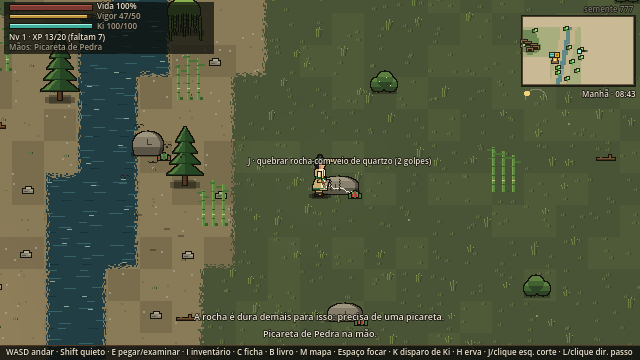 Vida 100%
Vigor 47/50
Ki 100/100
Nv 1 · XP 13/20 (faltam 7)
Mãos: Picareta de Pedra
semente 777
Manhã · 08:43
J · quebrar rocha com veio de quartzo (2 golpes)
A rocha é dura demais para isso: precisa de uma picareta.
Picareta de Pedra na mão.
WASD andar · Shift quieto · E pegar/examinar · I inventário · C ficha · B livro · M mapa · Espaço focar · K disparo de Ki · H erva · J/clique esq. corte · L/clique dir. passo